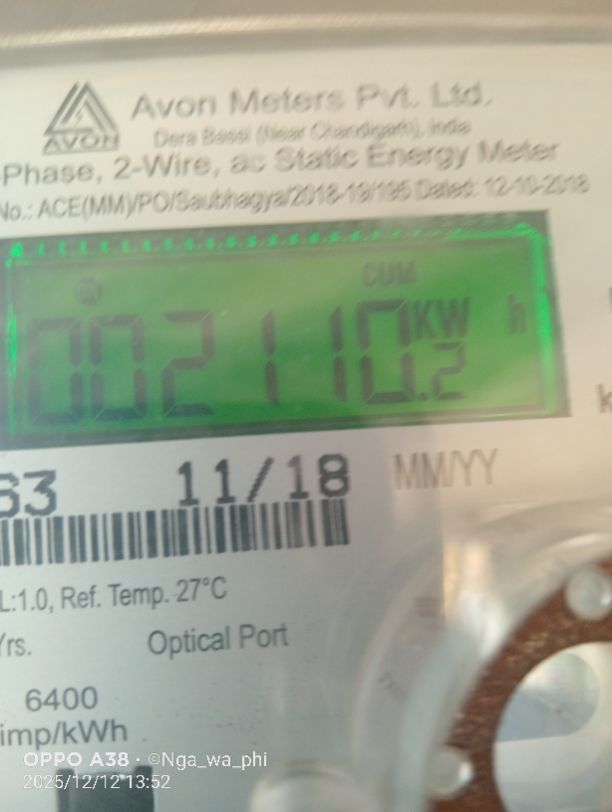 Avon Meters Pvt. Ltd.
AVON
Dera Bassi (Near Chandigarh), India
-Phase, 2-Wire, ac Static Energy Meter
No.: ACE(MM)/PO/Saubhagya/2018-19/195 Dated: 12-10-2018
CUM
002110.2 KW h
63 11/18 MM/YY
L:1.0, Ref. Temp. 27°C
Yrs. Optical Port
6400
imp/kWh
OPPO A38 · ©Nga_wa_phi
2025/12/12 13:52